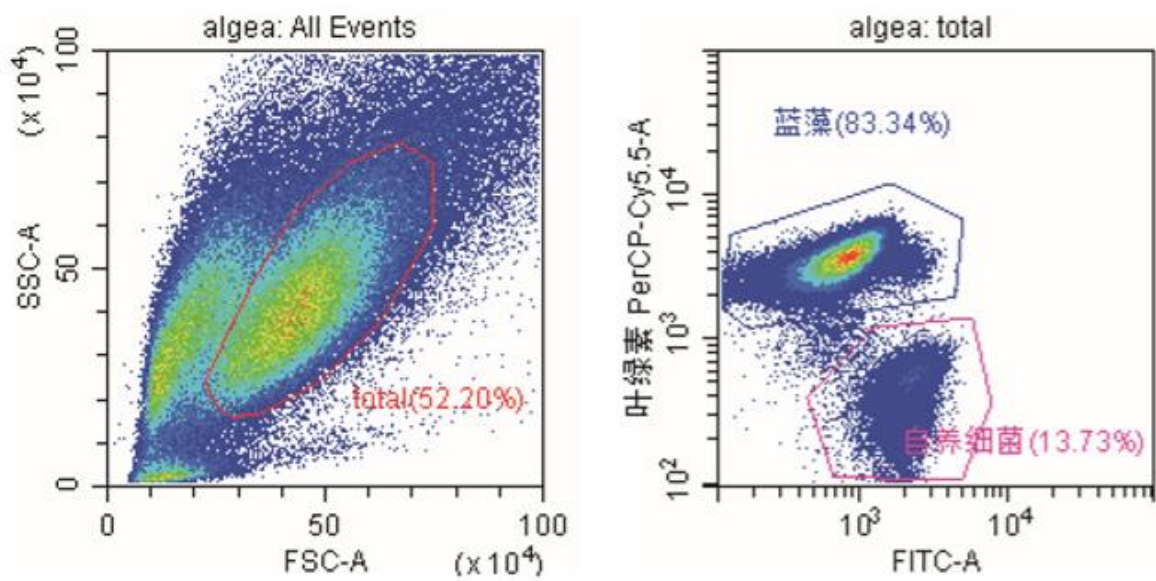 algea: All Events
100
(x10⁴)
SSC-A
50
0
total(52.20%)
0
50
100
FSC-A
(x10⁴)
algea: total
蓝藻(83.34%)
叶绿素 PerCP-Cy5.5-A
10⁴
10³
10²
自养细菌(13.73%)
10³
10⁴
FITC-A